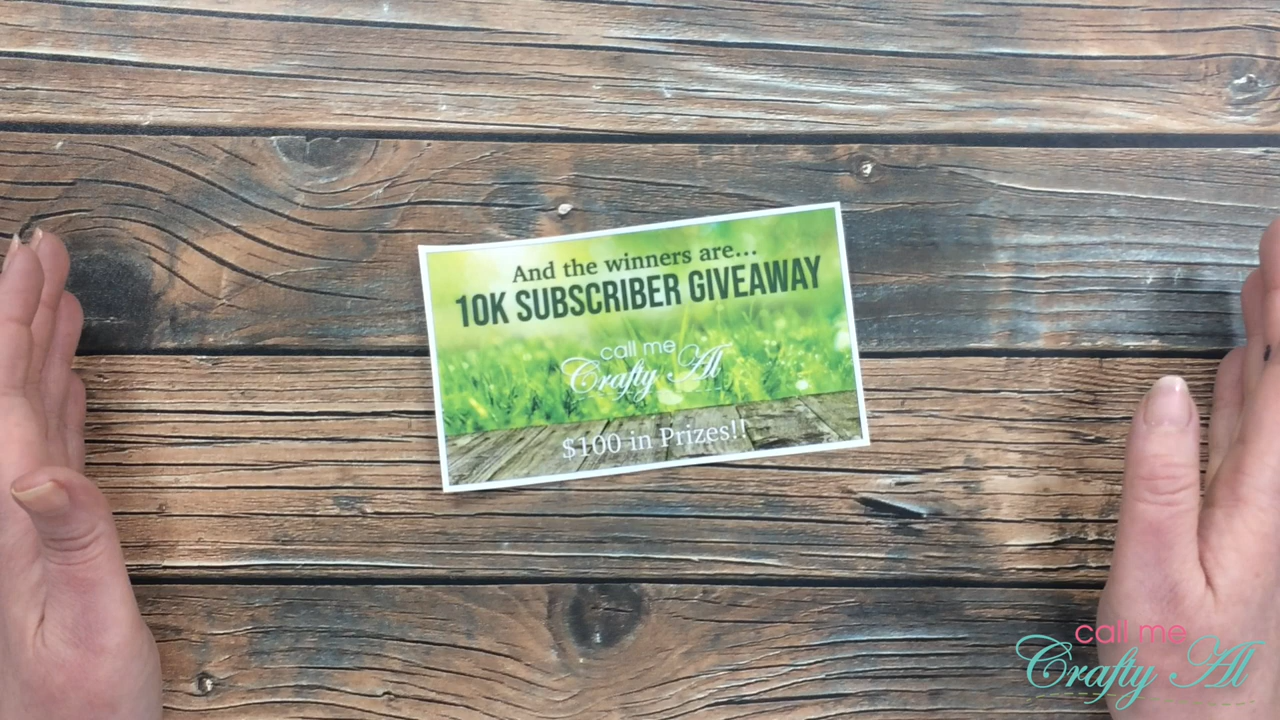 And the winners are...
10K SUBSCRIBER GIVEAWAY
call me
Crafty Al
$100 in Prizes!!
call me
Crafty Al